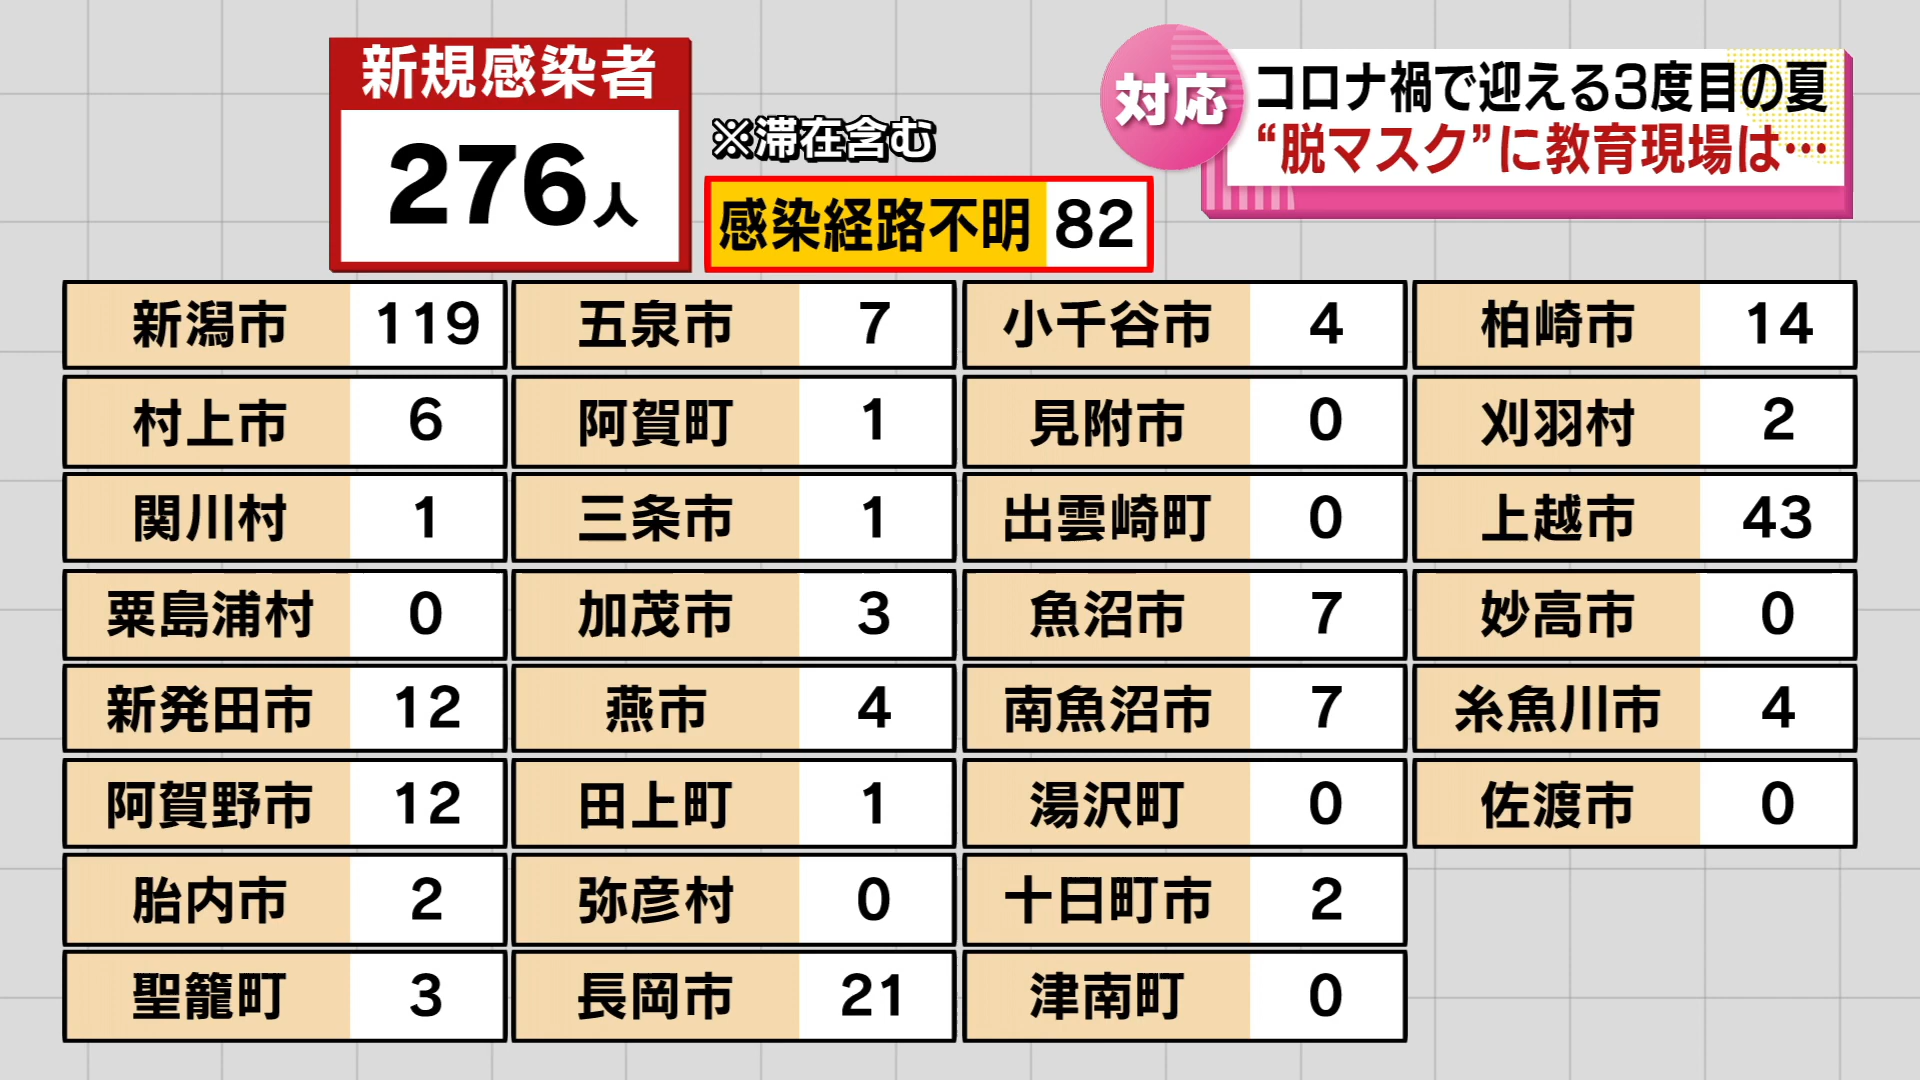 新規感染者
276人
※滞在含む
感染経路不明 82
対応
コロナ禍で迎える3度目の夏
“脱マスク”に教育現場は…
新潟市 119
村上市 6
関川村 1
粟島浦村 0
新発田市 12
阿賀野市 12
胎内市 2
聖籠町 3
五泉市 7
阿賀町 1
三条市 1
加茂市 3
燕市 4
田上町 1
弥彦村 0
長岡市 21
小千谷市 4
見附市 0
出雲崎町 0
魚沼市 7
南魚沼市 7
湯沢町 0
十日町市 2
津南町 0
柏崎市 14
刈羽村 2
上越市 43
妙高市 0
糸魚川市 4
佐渡市 0